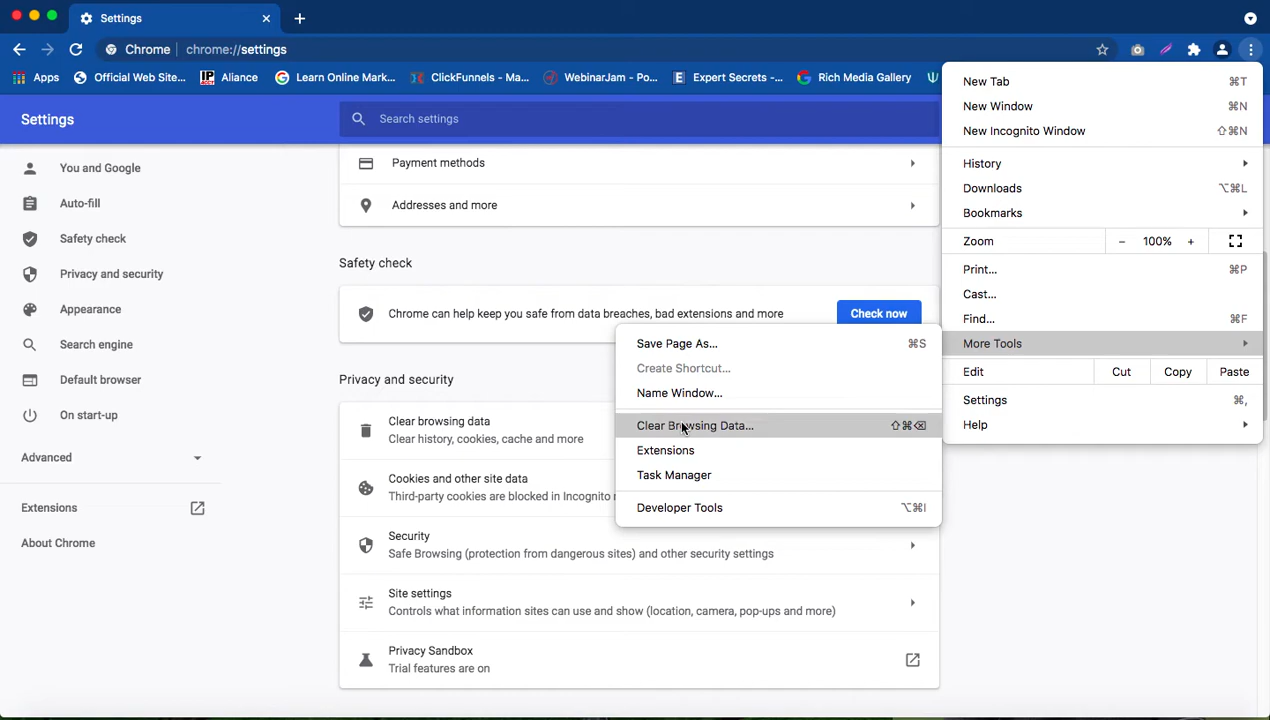 Settings
Chrome
chrome://settings
Apps
Official Web Site...
IP Aliance
Learn Online Mark...
ClickFunnels - Ma...
WebinarJam - Po...
E Expert Secrets -...
Rich Media Gallery
Settings
Search settings
You and Google
Auto-fill
Safety check
Privacy and security
Appearance
Search engine
Default browser
On start-up
Advanced
Extensions
About Chrome
Payment methods
Addresses and more
Safety check
Chrome can help keep you safe from data breaches, bad extensions and more
Check now
Privacy and security
Clear browsing data
Clear history, cookies, cache and more
Cookies and other site data
Third-party cookies are blocked in Incognito
Security
Safe Browsing (protection from dangerous sites) and other security settings
Site settings
Controls what information sites can use and show (location, camera, pop-ups and more)
Privacy Sandbox
Trial features are on
Save Page As... ⌘S
Create Shortcut...
Name Window...
Clear Browsing Data... ⇧⌘⌫
Extensions
Task Manager
Developer Tools ⌥⌘I
New Tab ⌘T
New Window ⌘N
New Incognito Window ⇧⌘N
History
Downloads ⌥⌘L
Bookmarks
Zoom − 100% +
Print... ⌘P
Cast...
Find... ⌘F
More Tools
Edit Cut Copy Paste
Settings ⌘,
Help